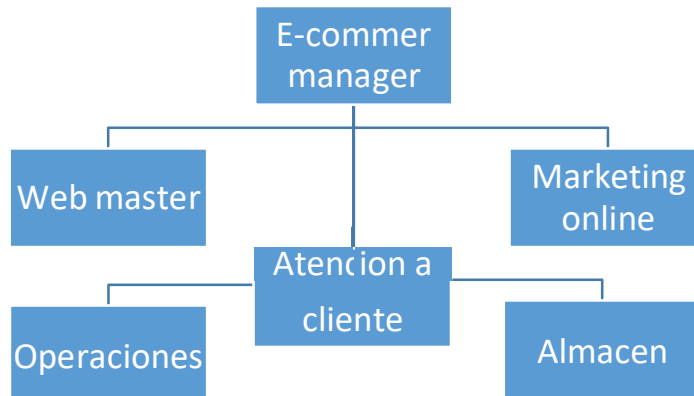 E-commer
manager
Web master
Marketing
online
Atencion a
cliente
Operaciones
Almacen